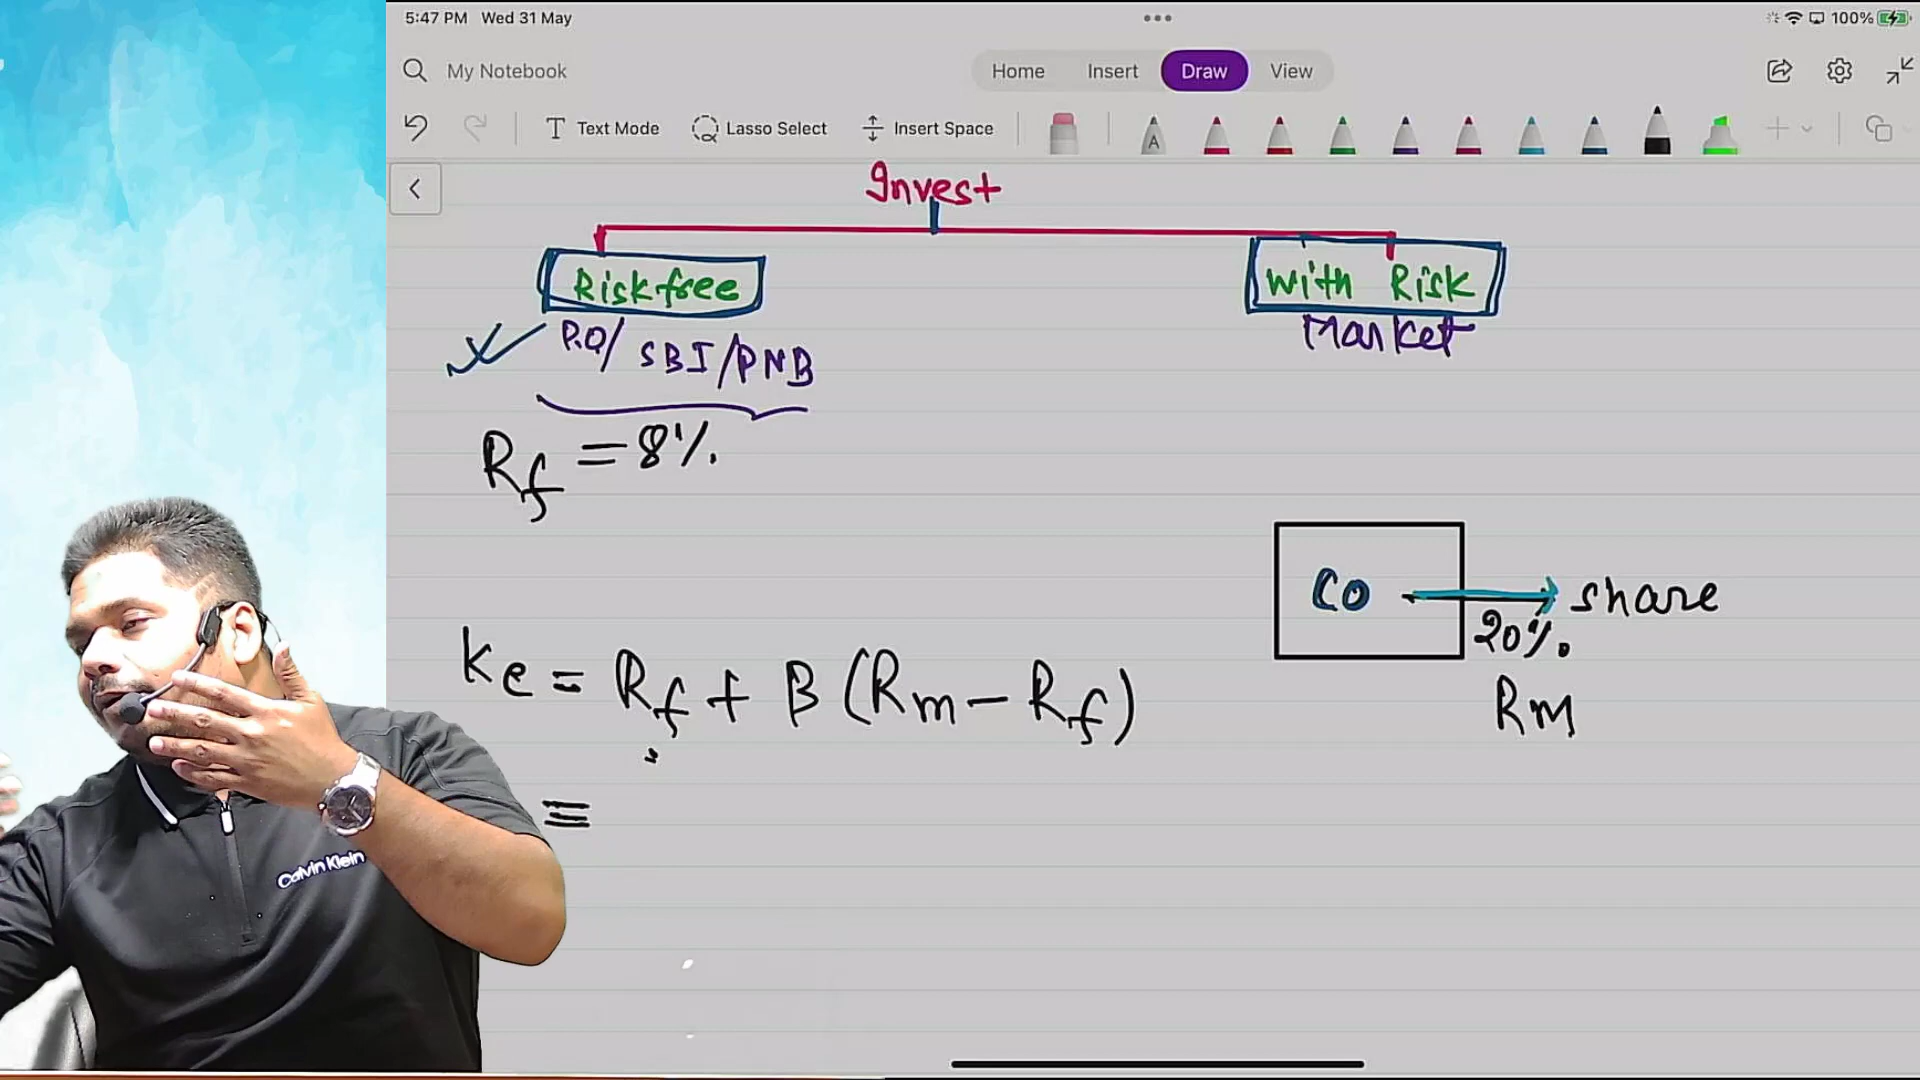 5:47 PM Wed 31 May
100%
My Notebook
Home Insert Draw View
Text Mode Lasso Select Insert Space
A
Invest
Riskfree
With Risk
P.O/ SBI/PNB
Market
Rf = 8%.
CO
share
20%.
Ke = Rf + B (Rm - Rf)
Rm
=
Calvin Klein